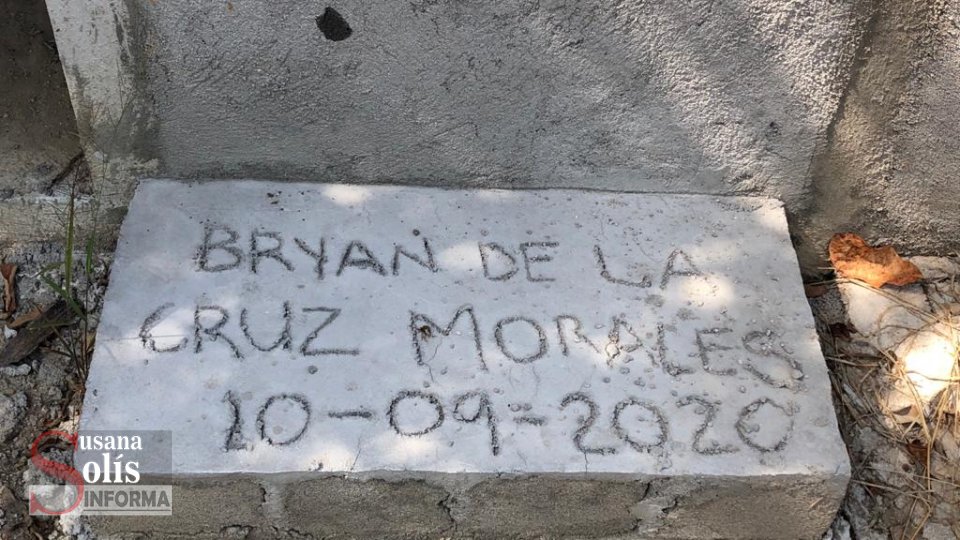 BRYAN DE LA
CRUZ MORALES
10-09-2020
SUSANA
Solís
INFORMA